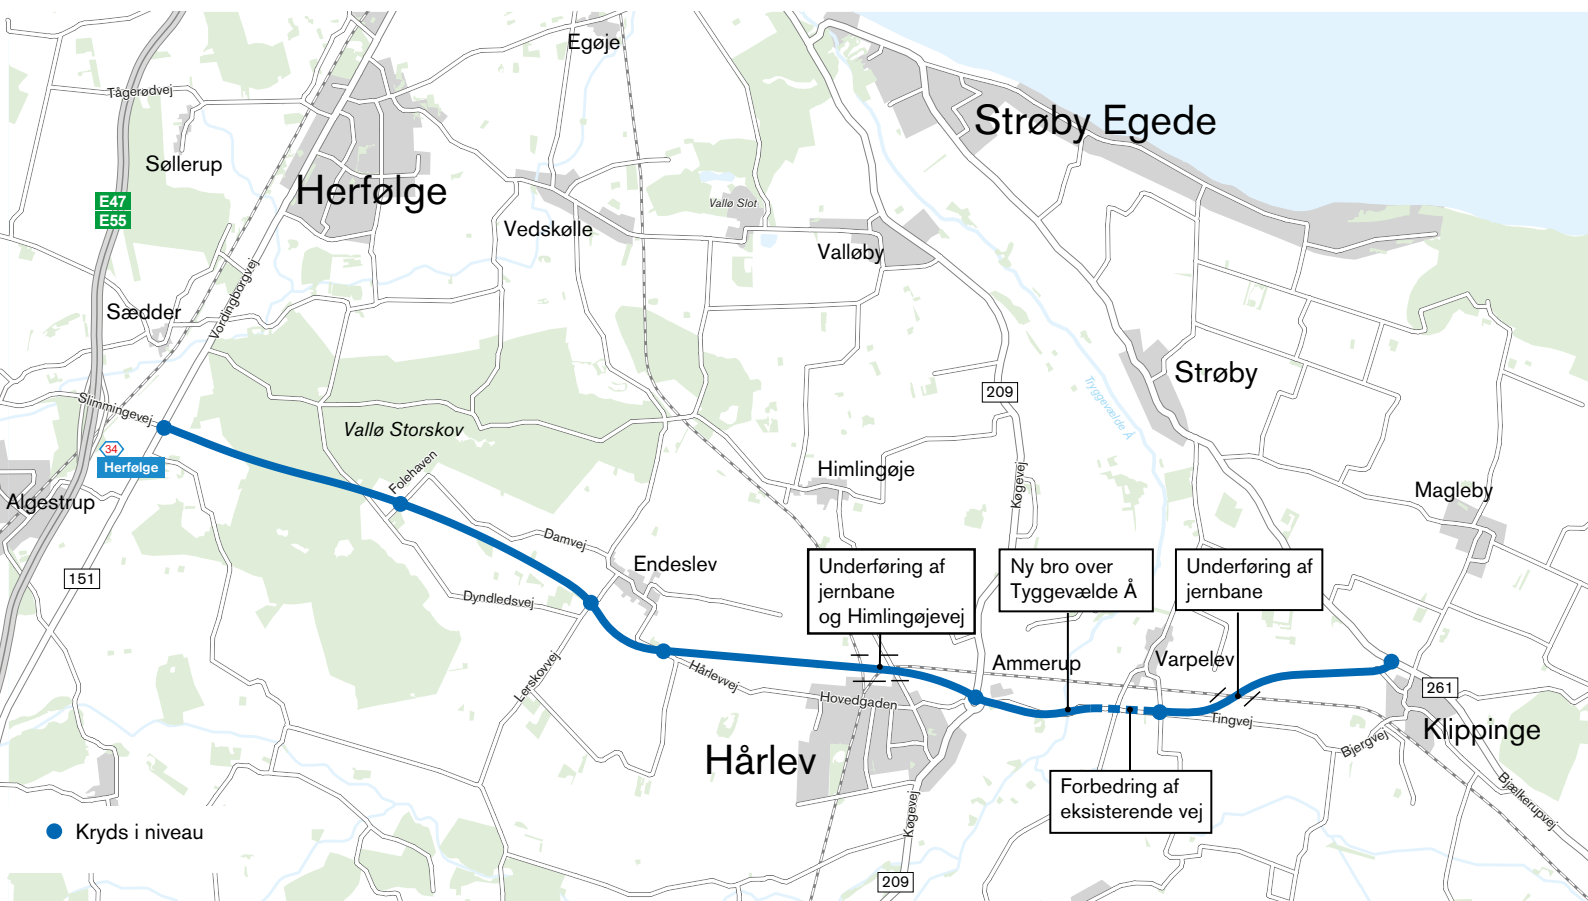 Egøje
Tågerødvej
Strøby Egede
Søllerup
Herfølge
E47
E55
Vallø Slot
Vedskølle
Valløby
Vordingborgvej
Sædder
Strøby
Tryggevælde Å
209
Slimmingevej
Vallø Storskov
34
Herfølge
Folehaven
Himlingøje
Køgevej
Magleby
Algestrup
Damvej
Endeslev
151
Dyndledsvej
Underføring af
jernbane
og Himlingøjevej
Ny bro over
Tyggevælde Å
Underføring af
jernbane
Lerskovvej
Hårlevvej
Ammerup
Varpelev
Hovedgaden
261
Tingvej
Klippinge
Bjergvej
Hårlev
Forbedring af
eksisterende vej
Bjælkerupvej
Køgevej
Kryds i niveau
209